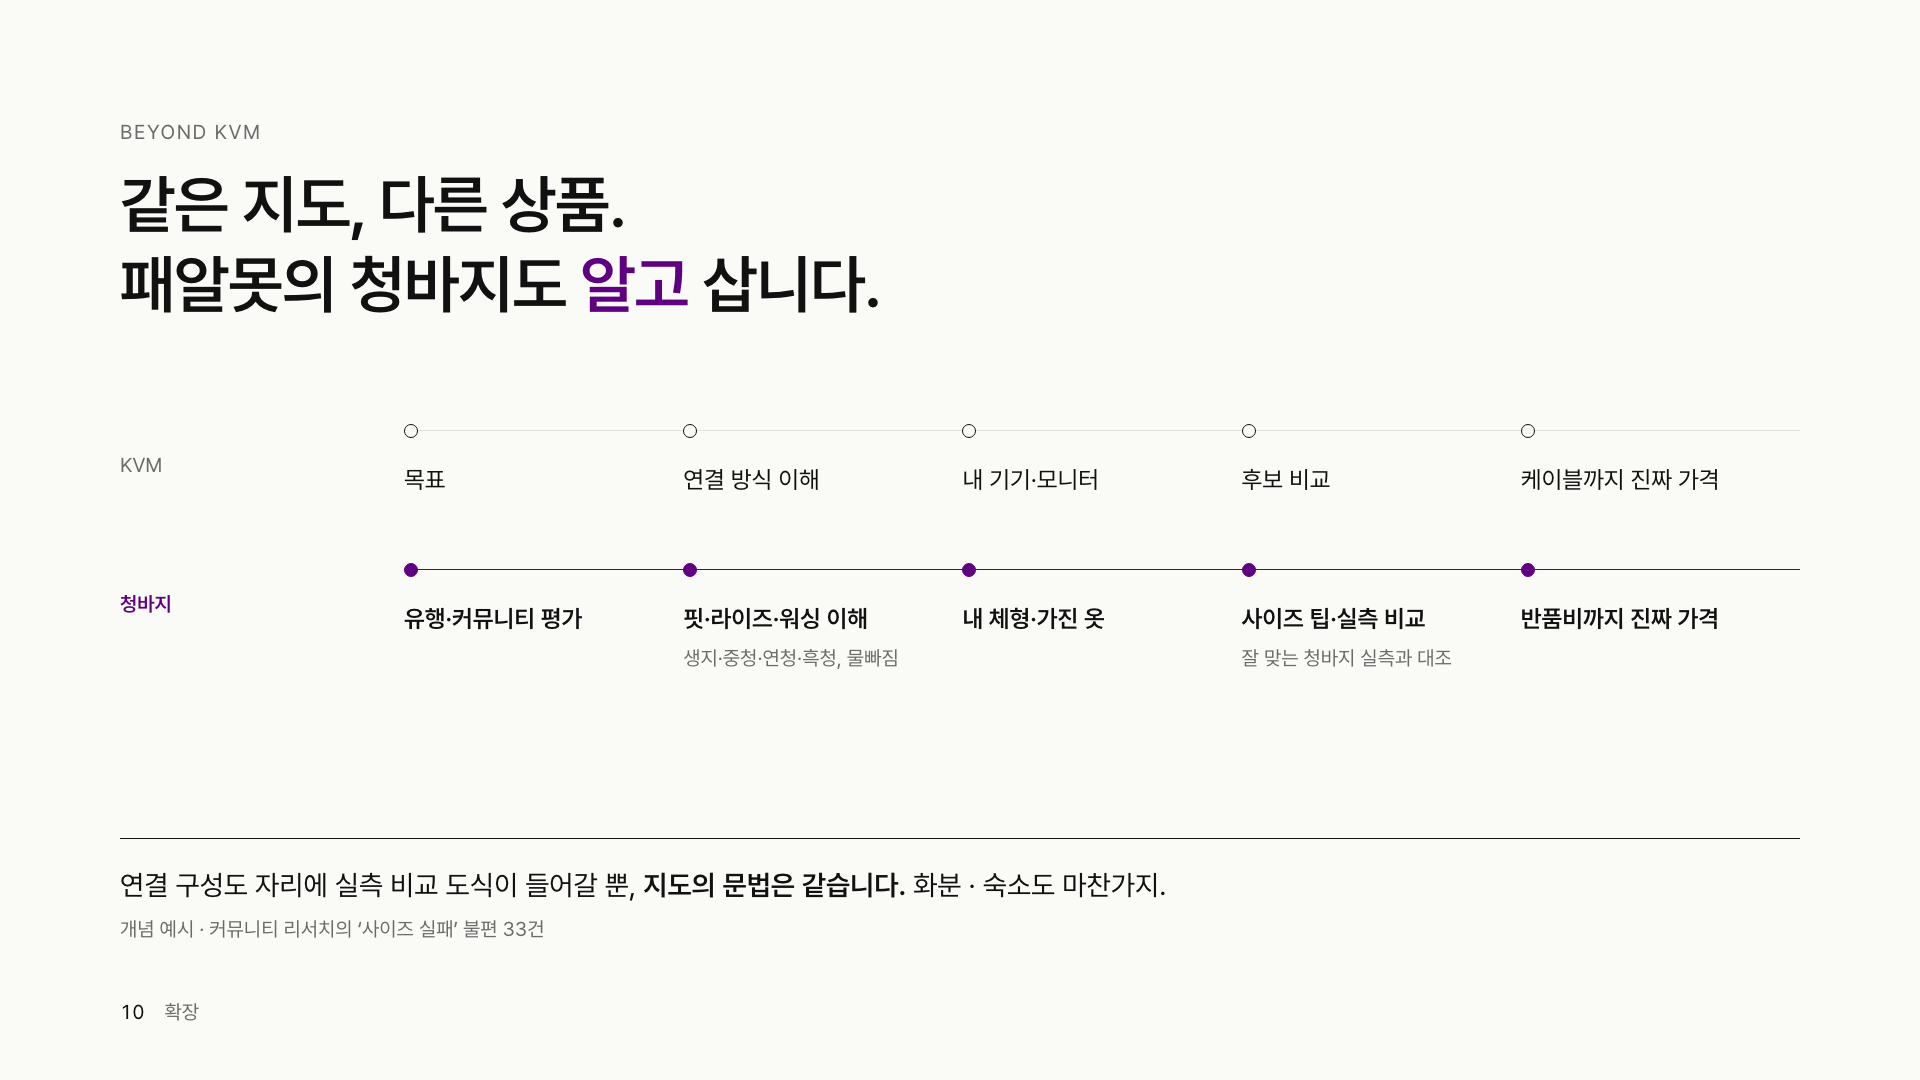 BEYOND KVM
같은 지도, 다른 상품.
패알못의 청바지도 알고 삽니다.
KVM
목표
연결 방식 이해
내 기기·모니터
후보 비교
케이블까지 진짜 가격
청바지
유행·커뮤니티 평가
핏·라이즈·워싱 이해
생지·중청·연청·흑청, 물빠짐
내 체형·가진 옷
사이즈 팁·실측 비교
잘 맞는 청바지 실측과 대조
반품비까지 진짜 가격
연결 구성도 자리에 실측 비교 도식이 들어갈 뿐, 지도의 문법은 같습니다. 화분 · 숙소도 마찬가지.
개념 예시 · 커뮤니티 리서치의 ‘사이즈 실패’ 불편 33건
10 확장